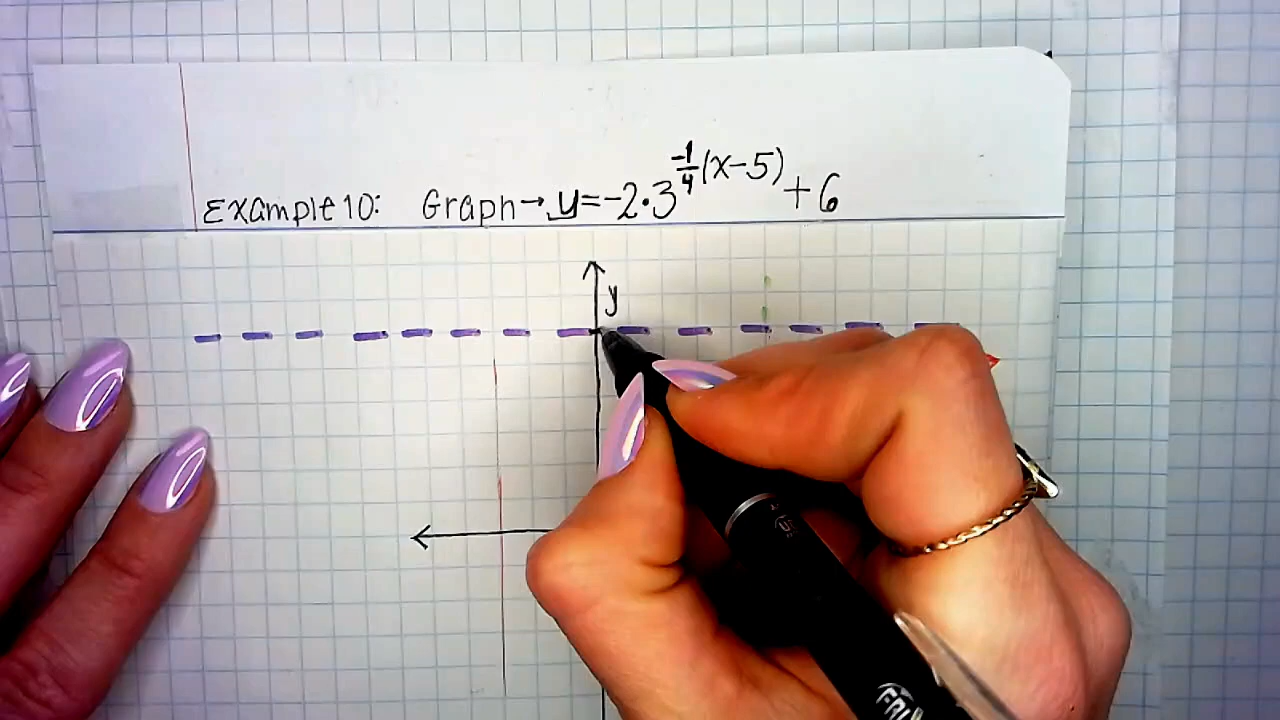 Example 10: Graph → y = -2·3^{-1/4(x-5)} + 6
y